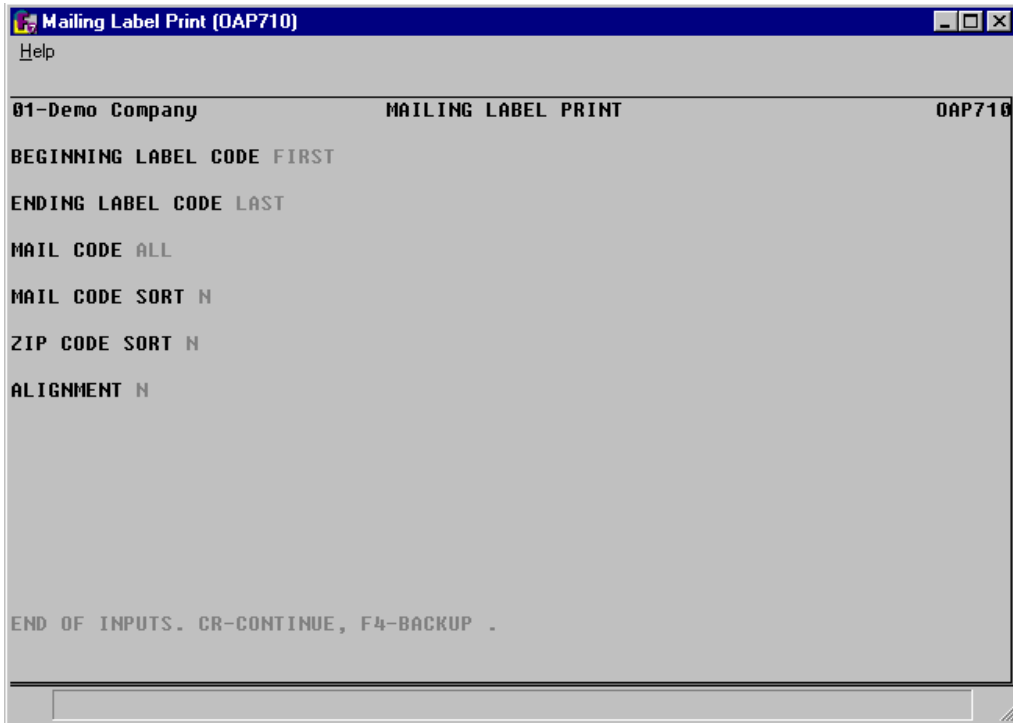 Mailing Label Print (OAP710)
Help
01-Demo Company MAILING LABEL PRINT OAP710
BEGINNING LABEL CODE FIRST
ENDING LABEL CODE LAST
MAIL CODE ALL
MAIL CODE SORT N
ZIP CODE SORT N
ALIGNMENT N
END OF INPUTS. CR-CONTINUE, F4-BACKUP .